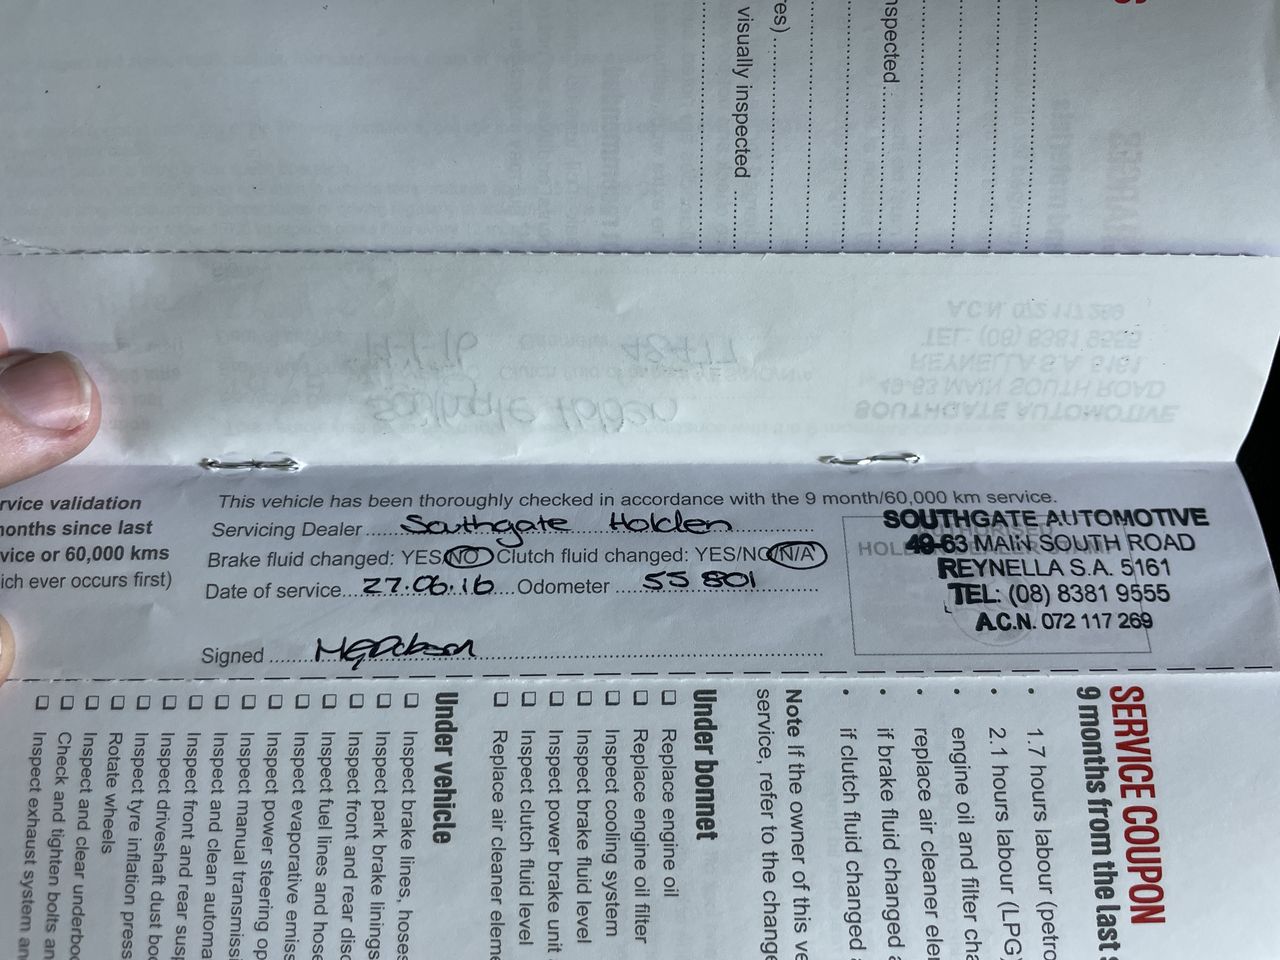 res)
visually inspected
nspected
rvice validation
months since last
vice or 60,000 kms
ich ever occurs first)
This vehicle has been thoroughly checked in accordance with the 9 month/60,000 km service.
Servicing Dealer Southgate Holden
Brake fluid changed: YES/NO Clutch fluid changed: YES/NO/N/A
Date of service 27.06.16 Odometer 55 801
Signed
SOUTHGATE AUTOMOTIVE
49-63 MAIN SOUTH ROAD
REYNELLA S.A. 5161
TEL: (08) 8381 9555
A.C.N. 072 117 269
SERVICE COUPON
9 months from the last s
• 1.7 hours labour (petro
• 2.1 hours labour (LPG)
• engine oil and filter cha
• replace air cleaner eler
• if brake fluid changed a
• if clutch fluid changed a
Note If the owner of this ve
service, refer to the change
Under bonnet
Replace engine oil
Replace engine oil filter
Inspect cooling system
Inspect brake fluid level
Inspect power brake unit
Inspect clutch fluid level
Replace air cleaner eleme
Under vehicle
Inspect brake lines, hoses
Inspect park brake linings
Inspect front and rear disc
Inspect fuel lines and hose
Inspect evaporative emiss
Inspect power steering op
Inspect manual transmissi
Inspect and clean automa
Inspect front and rear susp
Inspect driveshaft dust boo
Inspect tyre inflation press
Rotate wheels
Inspect and clear underboo
Check and tighten bolts an
Inspect exhaust system an